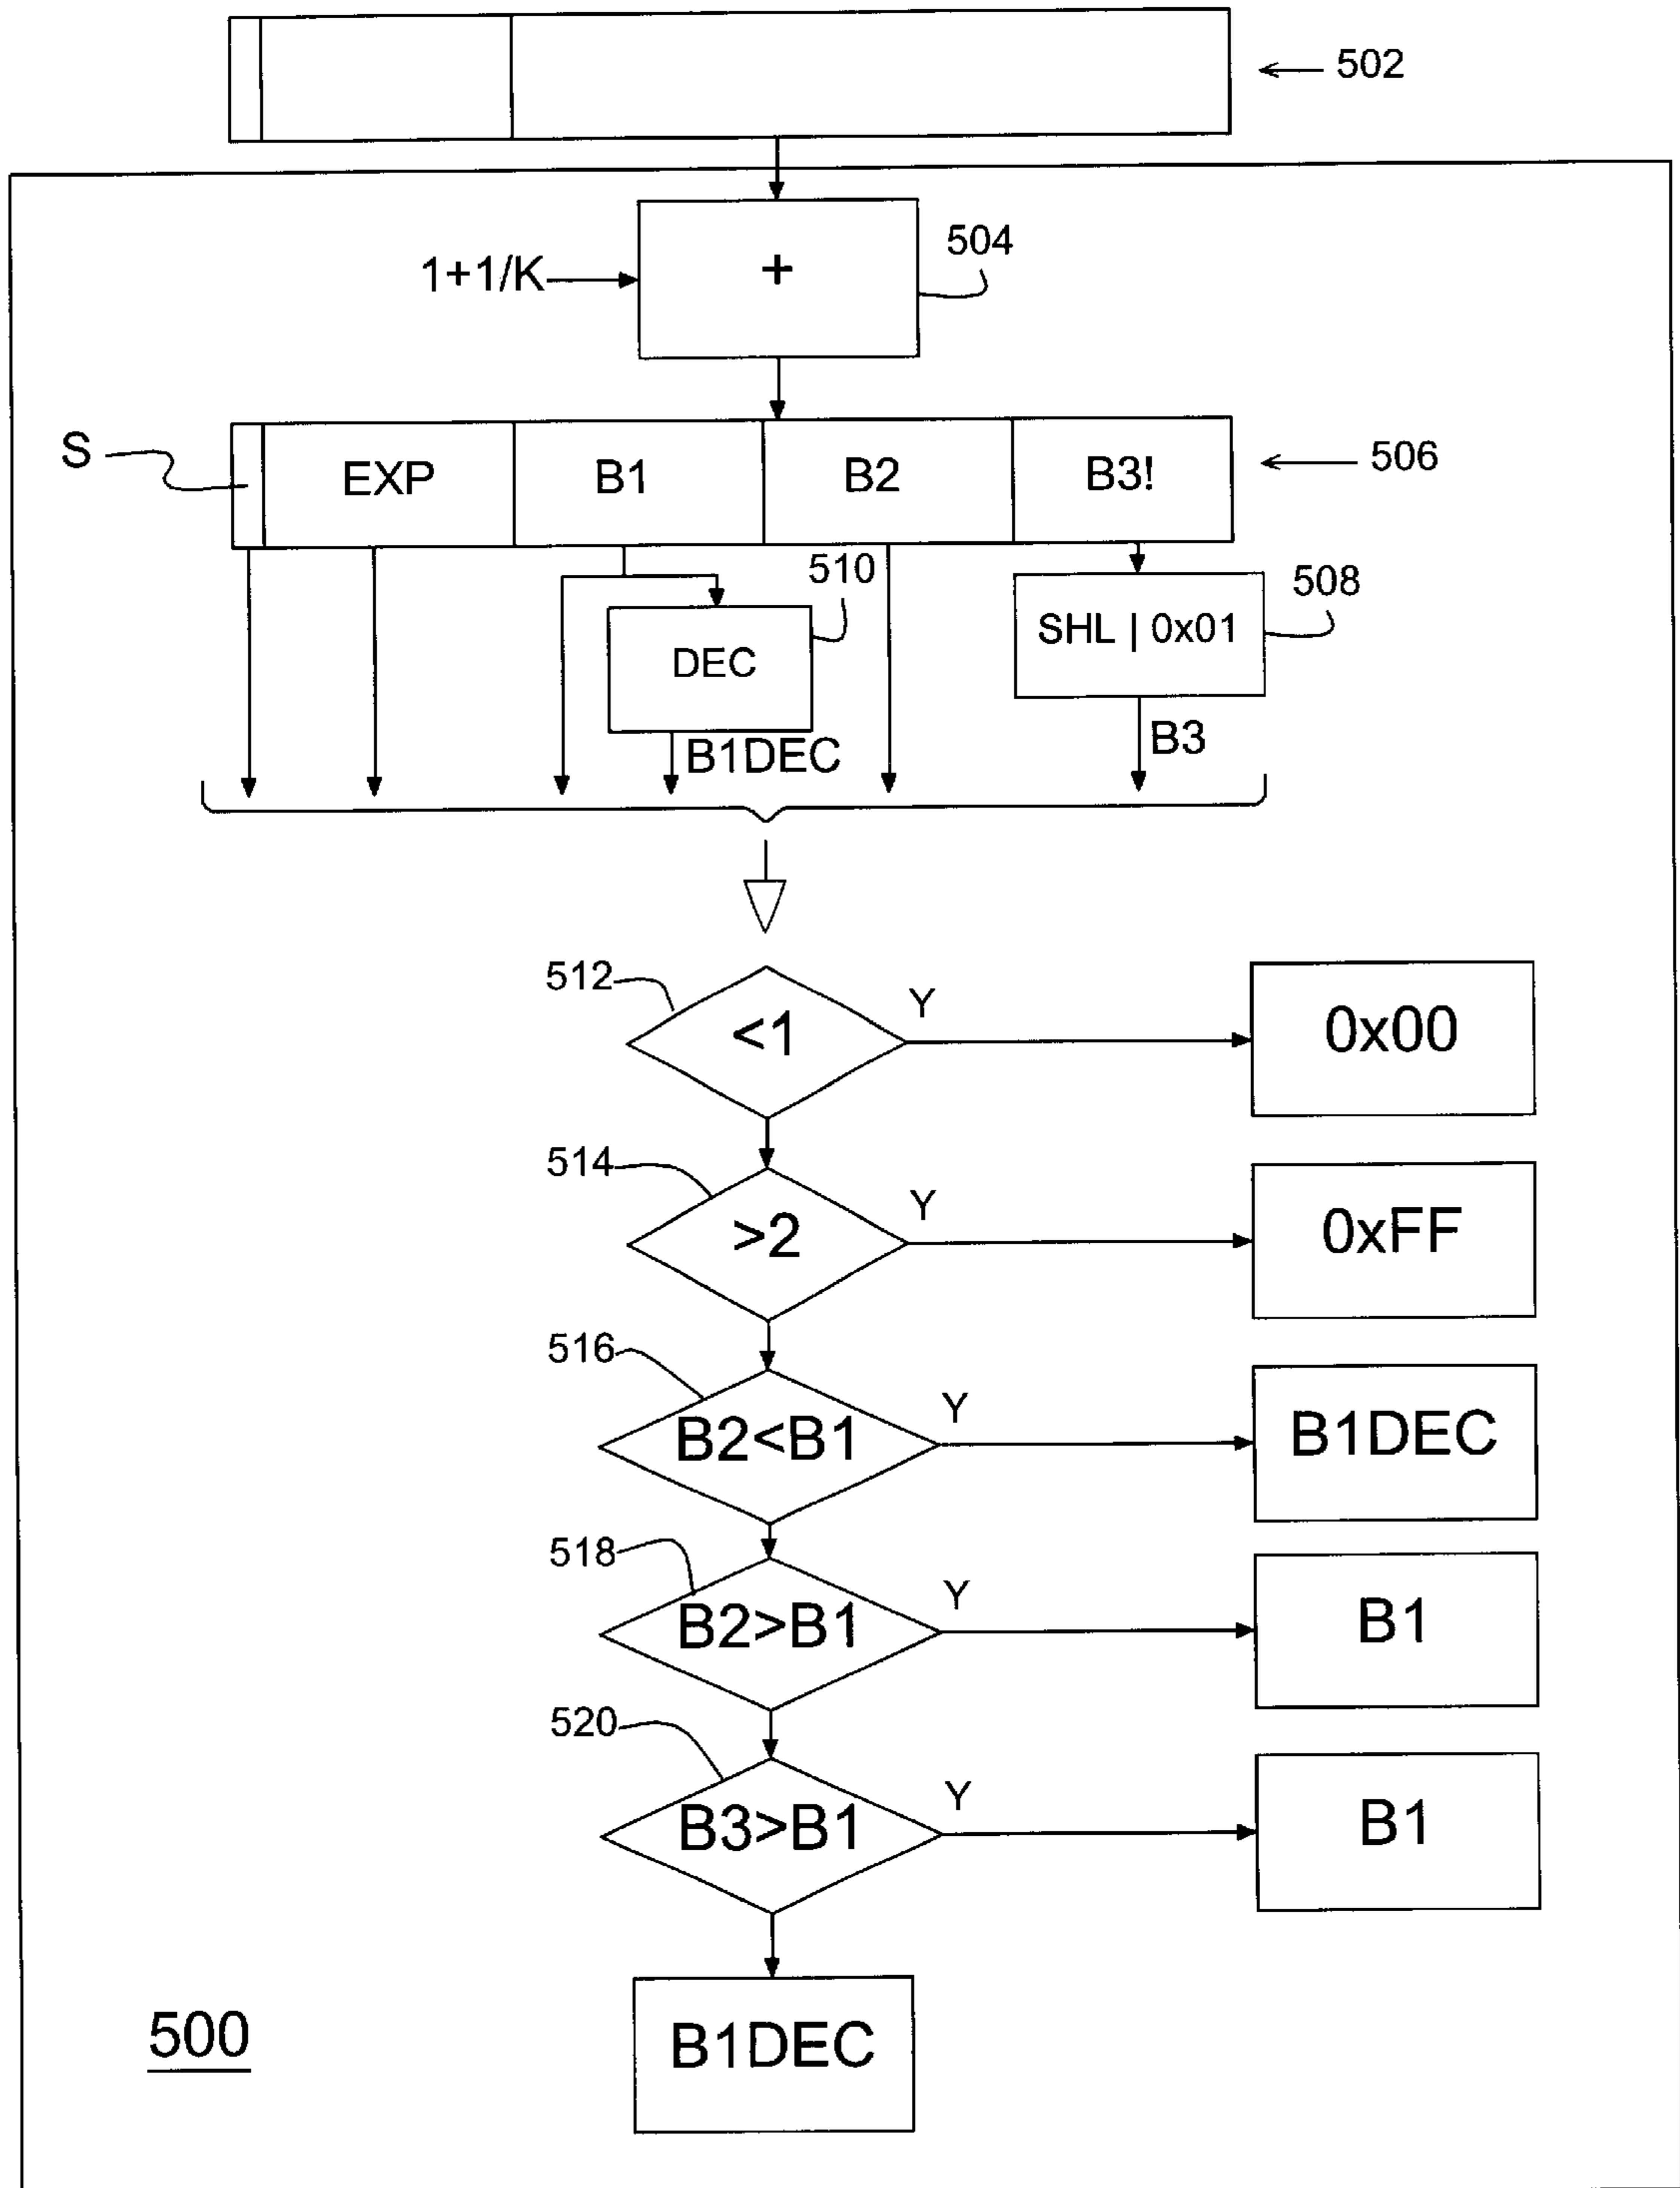 502
504
1+1/K
+
S
EXP
B1
B2
B3!
506
510
508
SHL | 0x01
DEC
B1DEC
B3
512
<1
Y
0x00
514
>2
Y
0xFF
516
B2<B1
Y
B1DEC
518
B2>B1
Y
B1
520
B3>B1
Y
B1
500
B1DEC